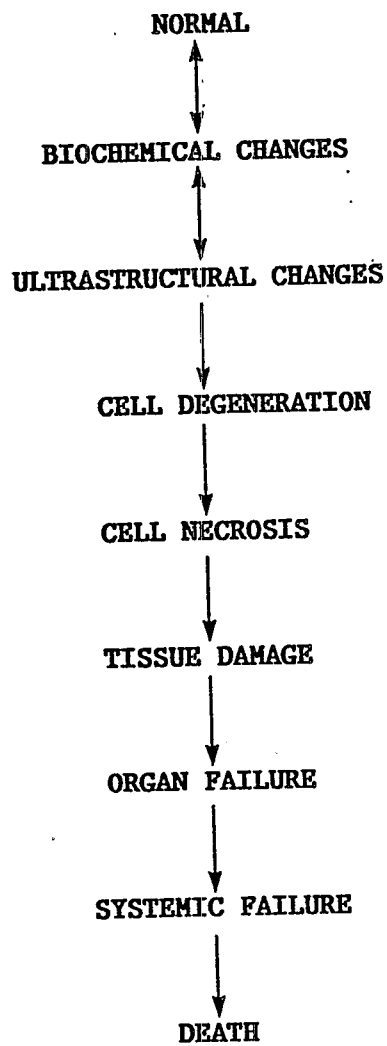 NORMAL
BIOCHEMICAL CHANGES
ULTRASTRUCTURAL CHANGES
CELL DEGENERATION
CELL NECROSIS
TISSUE DAMAGE
ORGAN FAILURE
SYSTEMIC FAILURE
DEATH